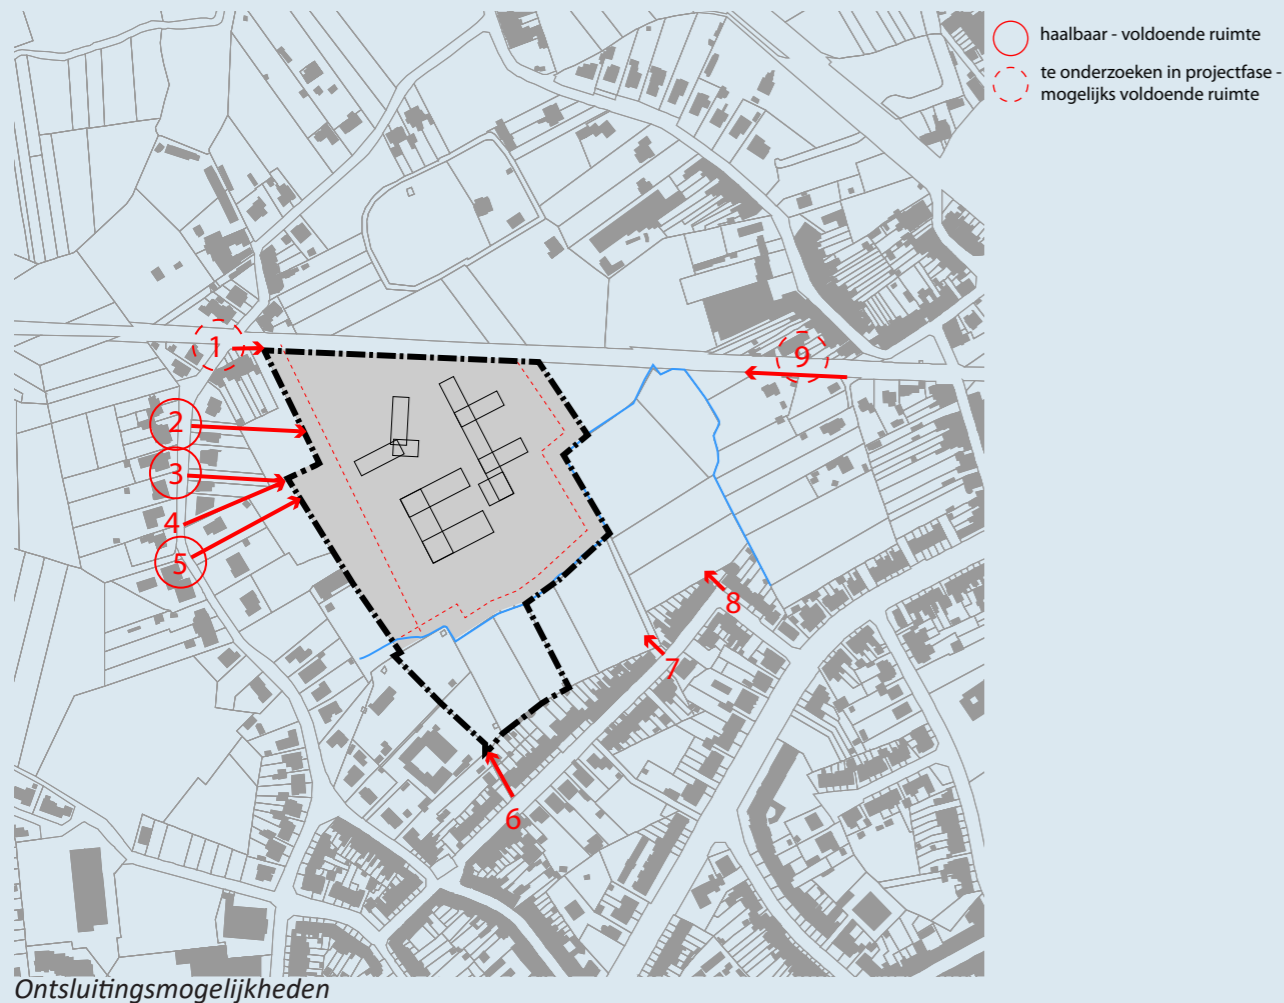 haalbaar - voldoende ruimte
te onderzoeken in projectfase -
mogelijks voldoende ruimte
1
9
2
3
4
5
8
7
6
Ontsluitingsmogelijkheden